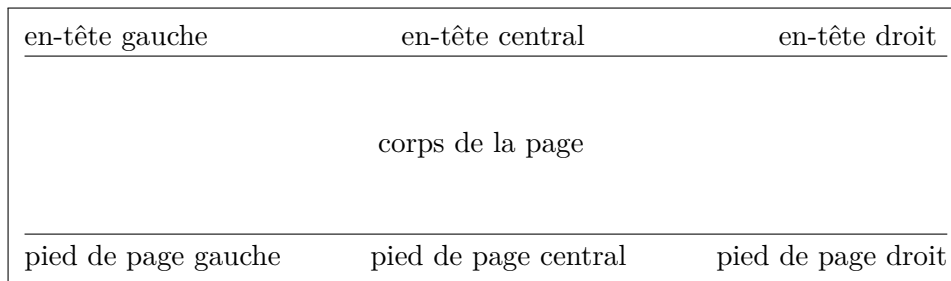 en-tête gauche en-tête central en-tête droit
corps de la page
pied de page gauche pied de page central pied de page droit